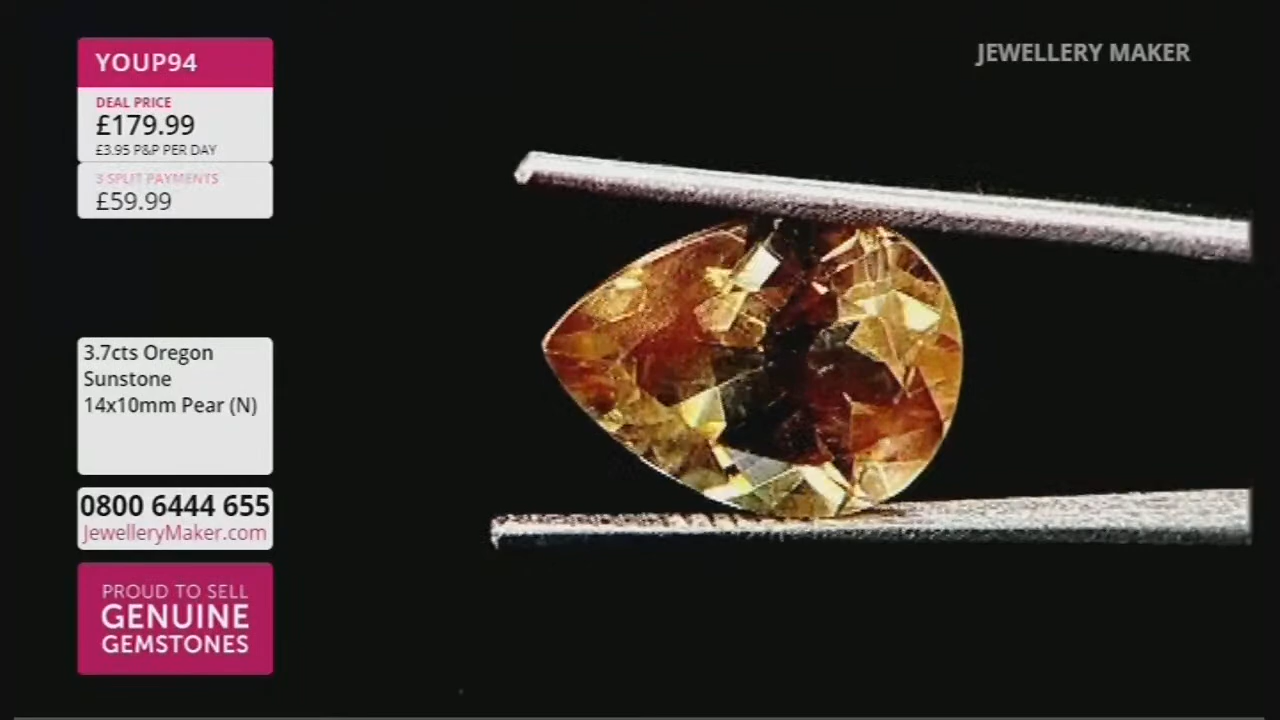 YOUP94
DEAL PRICE
£179.99
£3.95 P&P PER DAY
3 SPLIT PAYMENTS
£59.99
JEWELLERY MAKER
3.7cts Oregon
Sunstone
14x10mm Pear (N)
0800 6444 655
JewelleryMaker.com
PROUD TO SELL
GENUINE
GEMSTONES